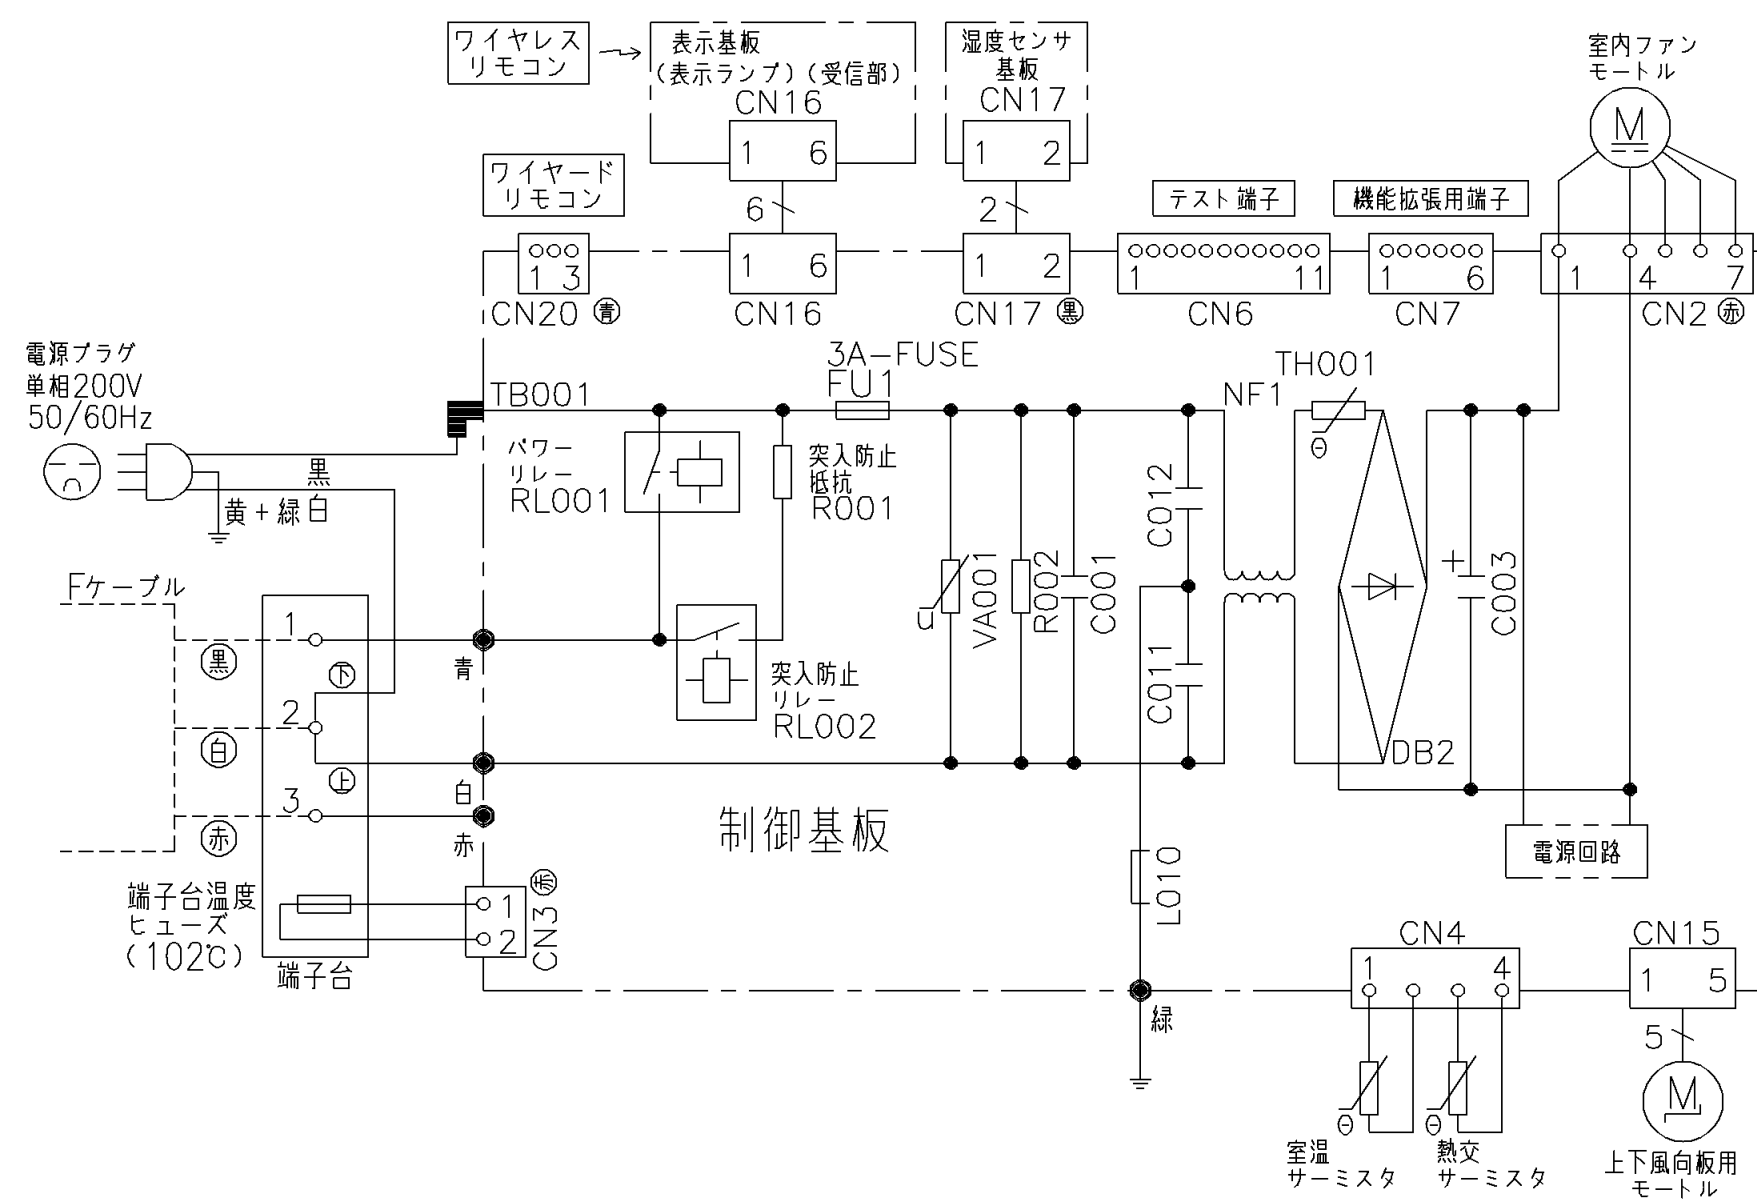 ワイヤレス
リモコン
表示基板
(表示ランプ)(受信部)
CN16
1 6
6
1 6
CN16
湿度センサ
基板
CN17
1 2
2
1 2
CN17 黒
ワイヤード
リモコン
1 3
CN20 青
テスト端子
1 11
CN6
機能拡張用端子
1 6
CN7
室内ファン
モートル
M
1 4 7
CN2 赤
電源プラグ
単相200V
50/60Hz
黒
黄+緑
白
TB001
パワー
リレー
RL001
突入防止
抵抗
R001
3A-FUSE
FU1
NF1
TH001
θ
C012
C011
u
VA001
R002
C001
+
C003
DB2
Fケーブル
1
黒
下
2
白
上
3
赤
青
白
赤
突入防止
リレー
RL002
制御基板
電源回路
端子台温度
ヒューズ
(102℃)
端子台
1
2
CN3 赤
L010
緑
CN4
1 4
θ
θ
室温
サーミスタ
熱交
サーミスタ
CN15
1 5
5
M
上下風向板用
モートル